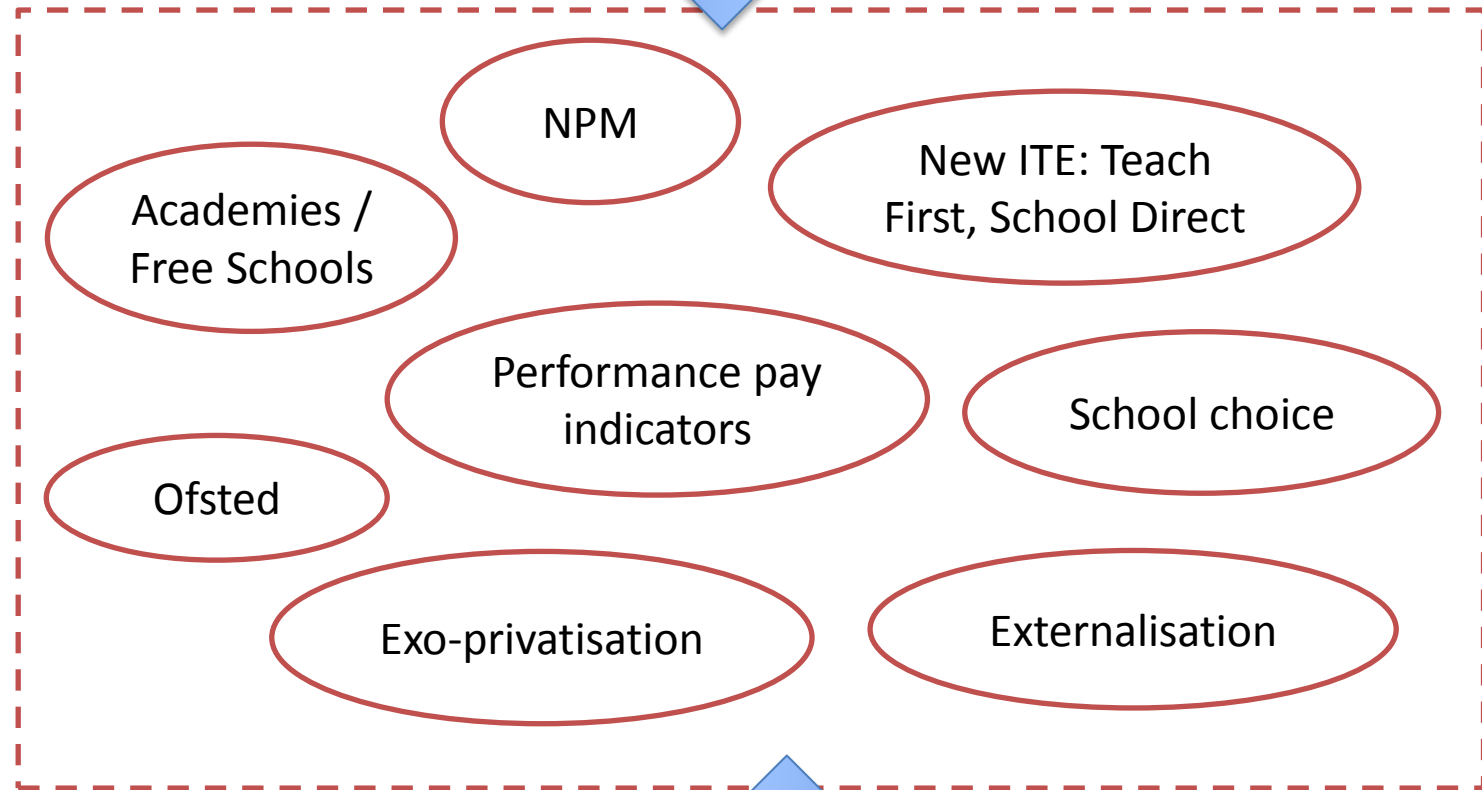 NPM
New ITE: Teach
First, School Direct
Academies /
Free Schools
Performance pay
indicators
School choice
Ofsted
Exo-privatisation
Externalisation